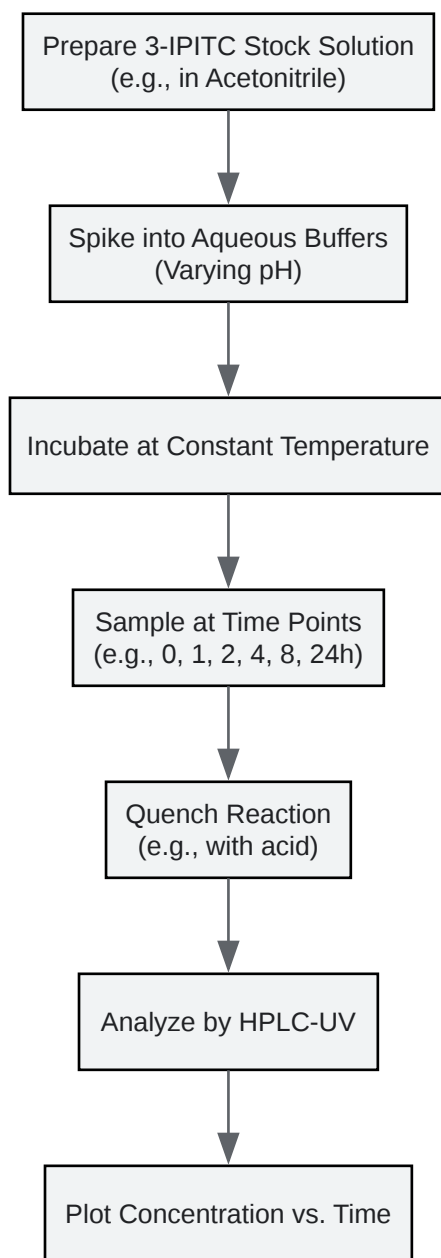 Prepare 3-IPITC Stock Solution
(e.g., in Acetonitrile)
Spike into Aqueous Buffers
(Varying pH)
Incubate at Constant Temperature
Sample at Time Points
(e.g., 0, 1, 2, 4, 8, 24h)
Quench Reaction
(e.g., with acid)
Analyze by HPLC-UV
Plot Concentration vs. Time